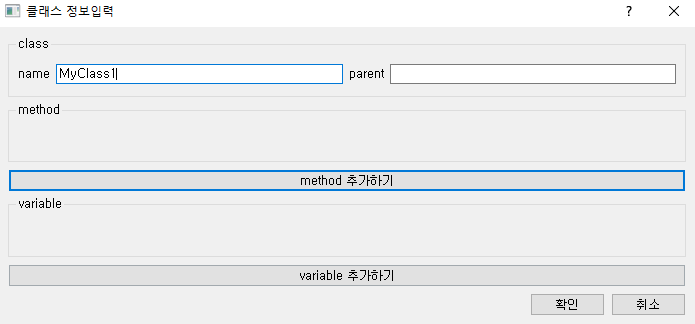 클래스 정보입력
class
name MyClass1 parent
method
method 추가하기
variable
variable 추가하기
확인 취소